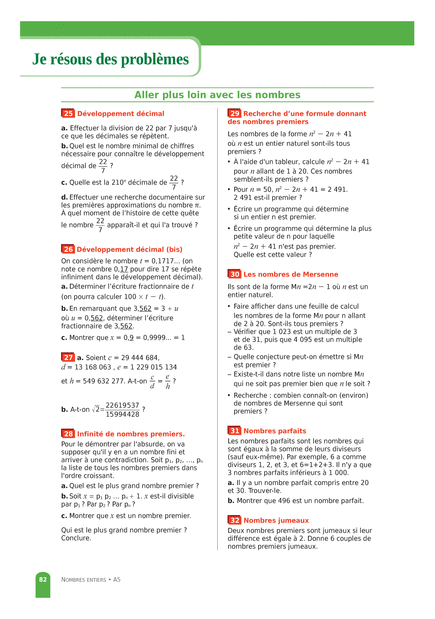 Je résous des problèmes
Aller plus loin avec les nombres
25 Développement décimal
a. Effectuer la division de 22 par 7 jusqu'à
ce que les décimales se répètent.
b. Quel est le nombre minimal de chiffres
nécessaire pour connaître le développement
décimal de 22/7 ?
c. Quelle est la 210e décimale de 22/7 ?
d. Effectuer une recherche documentaire sur
les premières approximations du nombre π.
À quel moment de l'histoire de cette quête
le nombre 22/7 apparaît-il et qui l'a trouvé ?
26 Développement décimal (bis)
On considère le nombre t = 0,1717... (on
note ce nombre 0,17 pour dire 17 se répète
infiniment dans le développement décimal).
a. Déterminer l'écriture fractionnaire de t
(on pourra calculer 100 × t − t).
b. En remarquant que 3,562 = 3 + u
où u = 0,562, déterminer l'écriture
fractionnaire de 3,562.
c. Montrer que x = 0,9 = 0,9999... = 1
27 a. Soient c = 29 444 684,
d = 13 168 063 , e = 1 229 015 134
et h = 549 632 277. A-t-on c/d = e/h ?
b. A-t-on √2=22619537/15994428 ?
28 Infinité de nombres premiers.
Pour le démontrer par l'absurde, on va
supposer qu'il y en a un nombre fini et
arriver à une contradiction. Soit p₁, p₂, ..., pₙ
la liste de tous les nombres premiers dans
l'ordre croissant.
a. Quel est le plus grand nombre premier ?
b. Soit x = p₁ p₂ ... pₙ + 1. x est-il divisible
par p₁ ? Par p₂ ? Par pₙ ?
c. Montrer que x est un nombre premier.
Qui est le plus grand nombre premier ?
Conclure.
29 Recherche d'une formule donnant
des nombres premiers
Les nombres de la forme n² − 2n + 41
où n est un entier naturel sont-ils tous
premiers ?
• À l'aide d'un tableur, calcule n² − 2n + 41
pour n allant de 1 à 20. Ces nombres
semblent-ils premiers ?
• Pour n = 50, n² − 2n + 41 = 2 491.
2 491 est-il premier ?
• Écrire un programme qui détermine
si un entier n est premier.
• Écrire un programme qui détermine la plus
petite valeur de n pour laquelle
n² − 2n + 41 n'est pas premier.
Quelle est cette valeur ?
30 Les nombres de Mersenne
Ils sont de la forme Mn =2n − 1 où n est un
entier naturel.
• Faire afficher dans une feuille de calcul
les nombres de la forme Mn pour n allant
de 2 à 20. Sont-ils tous premiers ?
– Vérifier que 1 023 est un multiple de 3
et de 31, puis que 4 095 est un multiple
de 63.
– Quelle conjecture peut-on émettre si Mn
est premier ?
– Existe-t-il dans notre liste un nombre Mn
qui ne soit pas premier bien que n le soit ?
• Recherche : combien connaît-on (environ)
de nombres de Mersenne qui sont
premiers ?
31 Nombres parfaits
Les nombres parfaits sont les nombres qui
sont égaux à la somme de leurs diviseurs
(sauf eux-même). Par exemple, 6 a comme
diviseurs 1, 2, et 3, et 6=1+2+3. Il n'y a que
3 nombres parfaits inférieurs à 1 000.
a. Il y a un nombre parfait compris entre 20
et 30. Trouver-le.
b. Montrer que 496 est un nombre parfait.
32 Nombres jumeaux
Deux nombres premiers sont jumeaux si leur
différence est égale à 2. Donne 6 couples de
nombres premiers jumeaux.
82 NOMBRES ENTIERS • A5